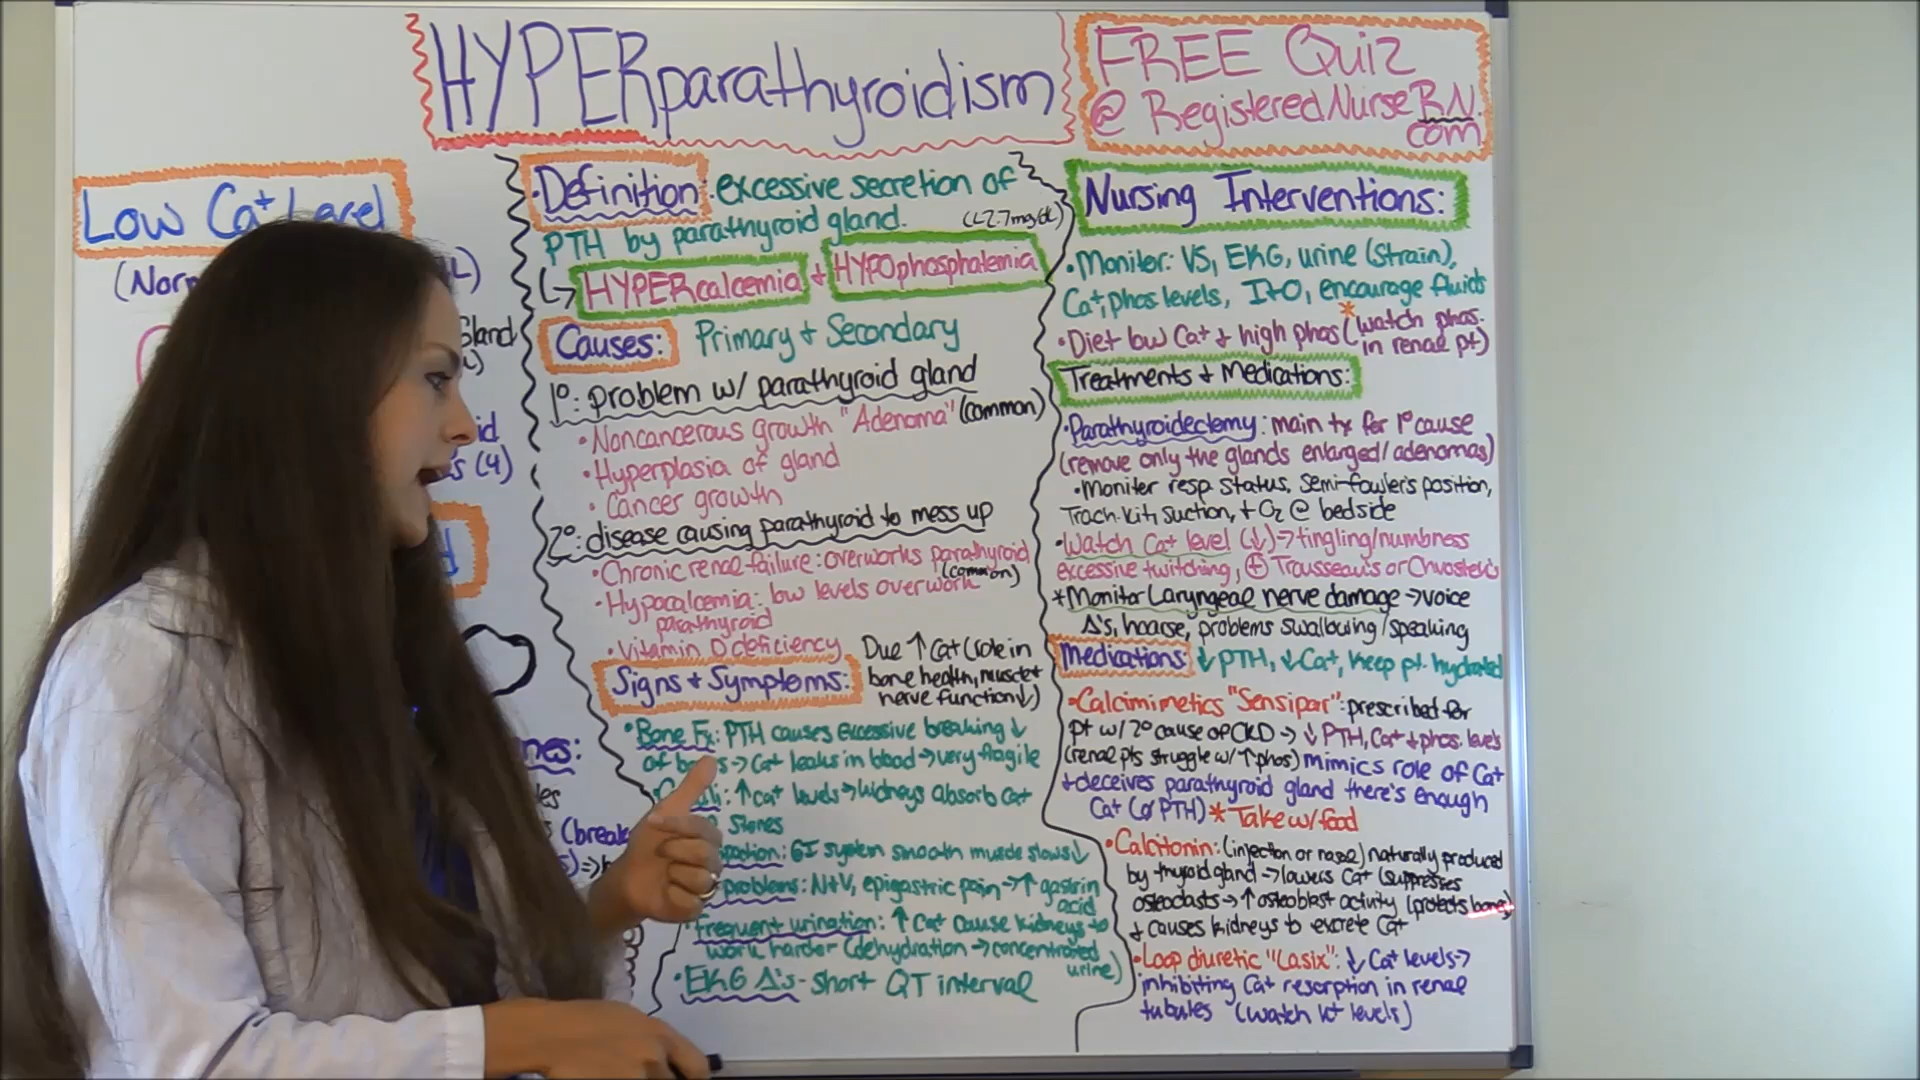 HYPERparathyroidism
FREE Quiz
@ RegisteredNurseRN.
com
Low Ca+ Level
(Nor
L)
Gland
id
s (4)
nes:
(break
• Definition: excessive secretion of
PTH by parathyroid gland.
(<2.7mg/dL)
↳ HYPERcalcemia + HYPOphosphatemia
Causes: Primary + Secondary
1°: problem w/ parathyroid gland
• Noncancerous growth "Adenoma" (common)
• Hyperplasia of gland
• Cancer growth
2°: disease causing parathyroid to mess up
• Chronic renal failure: overworks parathyroid
(common)
• Hypocalcemia: low levels overwork
parathyroid
• Vitamin D deficiency
Signs + Symptoms:
Due ↑ Ca+ (role in
bone health, muscle +
nerve function↓)
• Bone Fx: PTH causes excessive breaking ↓
of → Ca+ leaks in blood → very fragile
: ↑ Ca+ levels → kidneys absorb Ca+
Stones
pation: GI system smooth muscle slows↓
problems: N+V, epigastric pain → ↑ gastrin
acid
Frequent urination: ↑ Ca+ cause kidneys to
work harder (dehydration → concentrated
urine)
• EKG Δ's - short QT interval
Nursing Interventions:
• Monitor: VS, EKG, urine (strain),
Ca+, phos levels, I+O, encourage fluids
• Diet low Ca+ + high phos (*watch phos.
in renal pt)
Treatments + Medications:
• Parathyroidectomy: main tx for 1° cause
(remove only the glands enlarged/adenomas)
• Moniter resp. status, semi-fowler's position,
Trach. kit, suction, + O2 @ bedside
• Watch Ca+ level (↓) → tingling/numbness
excessive twitching, ⊕ Trousseau's or Chvostek's
* Monitor Laryngeal nerve damage → voice
Δ's, hoarse, problems swallowing/speaking
Medications: ↓ PTH, ↓ Ca+, keep pt. hydrated
• Calcimimetics "Sensipar": prescribed for
pt w/ 2° cause of CKD → ↓ PTH, Ca+ + phos. levels
(renal pts struggle w/ ↑ phos) mimics role of Ca+
+ deceives parathyroid gland there's enough
Ca+ (∅ PTH) * Take w/ food
• Calcitonin: (injection or nasal) naturally produced
by thyroid gland → lowers Ca+ (suppresses
osteoclasts → ↑ osteoblast activity (protects bones)
+ causes kidneys to excrete Ca+
• Loop diuretic "Lasix": ↓ Ca+ levels →
inhibiting Ca+ resorption in renal
tubules (watch K+ levels)